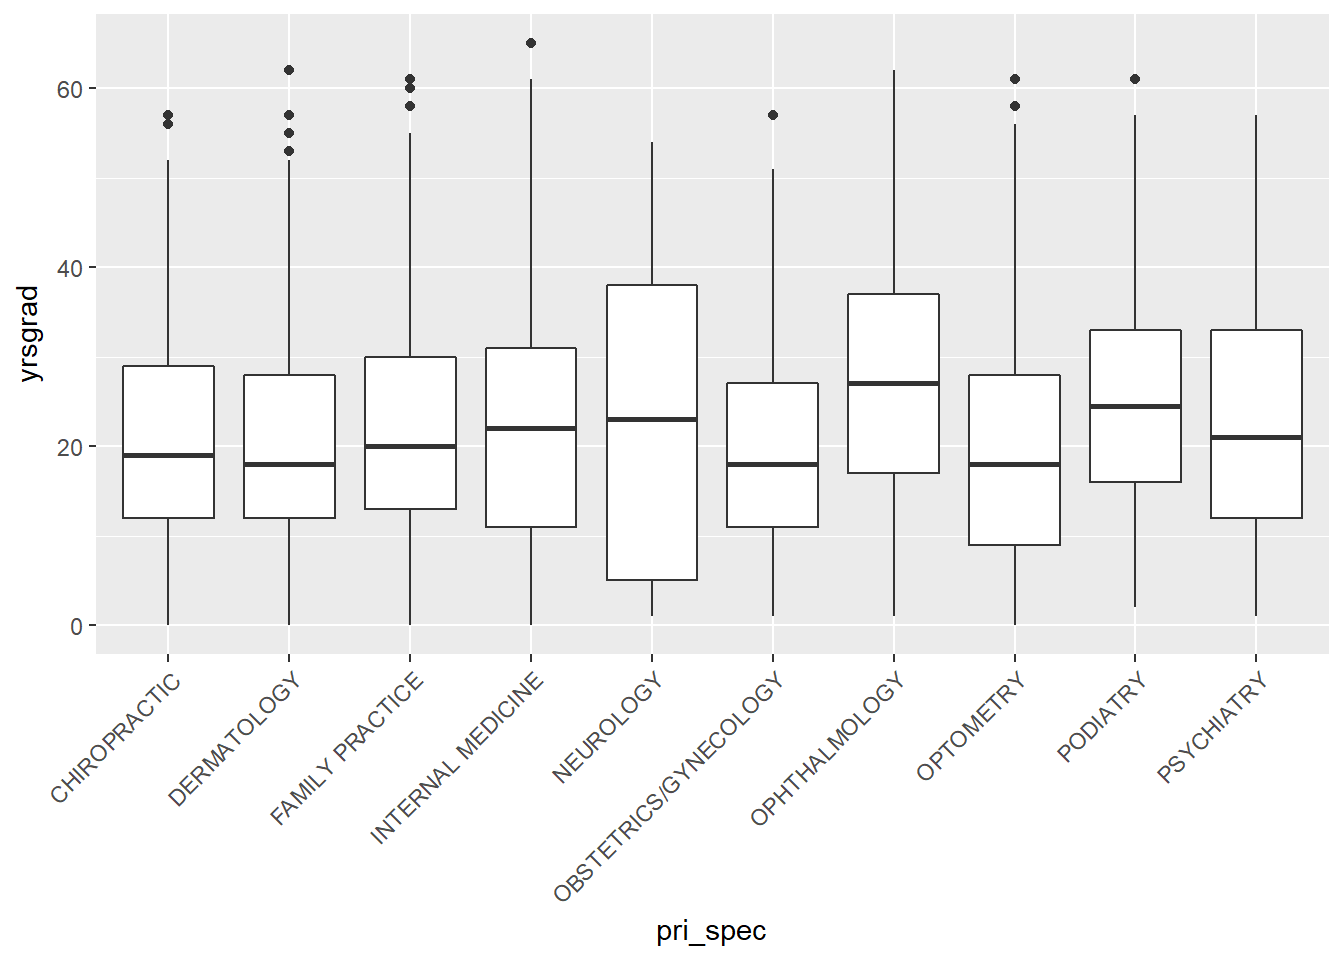 60
40
20
0
yrsgrad
CHIROPRACTIC
DERMATOLOGY
FAMILY PRACTICE
INTERNAL MEDICINE
NEUROLOGY
OBSTETRICS/GYNECOLOGY
OPHTHALMOLOGY
OPTOMETRY
PODIATRY
PSYCHIATRY
pri_spec